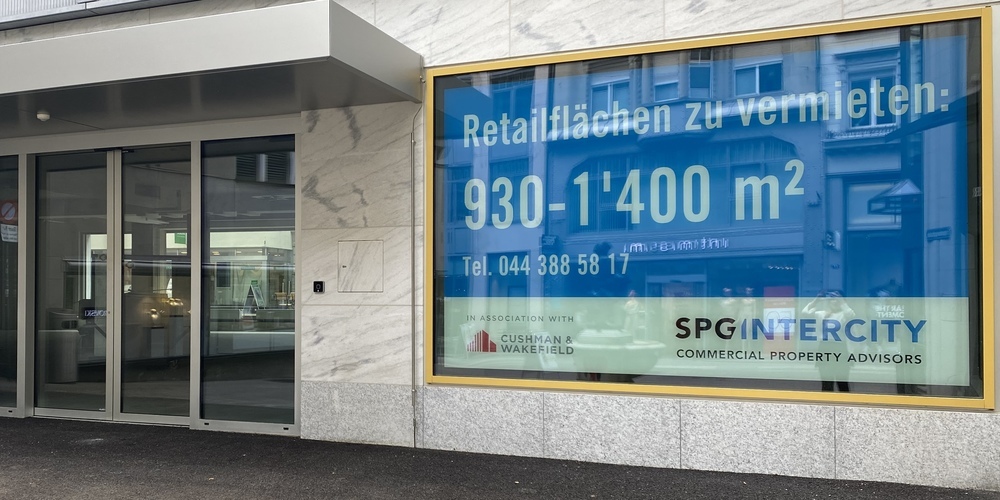 Retailflächen zu vermieten:
930-1'400 m²
Tel. 044 388 58 17
IN ASSOCIATION WITH
CUSHMAN &
WAKEFIELD
SPGINTERCITY
COMMERCIAL PROPERTY ADVISORS